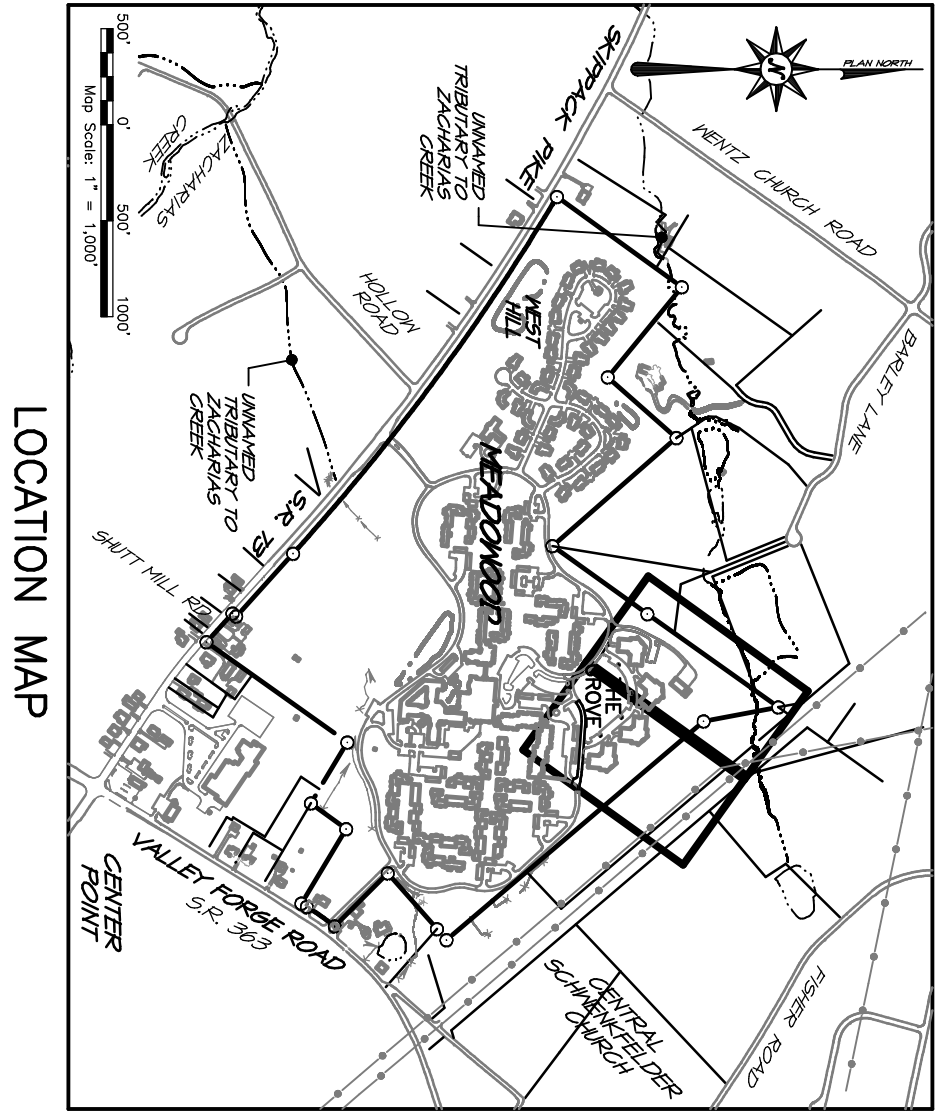 PLAN NORTH
N
WENTZ CHURCH ROAD
BARLEY LANE
FISHER ROAD
SKIPPACK PIKE
UNNAMED
TRIBUTARY TO
ZACHARIAS
CREEK
WEST
HILL
MEADOWOOD
THE
GROVE
CENTRAL
SCHWENKFELDER
CHURCH
HOLLOW
ROAD
ZACHARIAS
CREEK
UNNAMED
TRIBUTARY TO
ZACHARIAS
CREEK
S.R. 73
SHUTT MILL RD.
VALLEY FORGE ROAD
S.R. 363
CENTER
POINT
500' 0' 500' 1000'
Map Scale: 1" = 1,000'
LOCATION MAP